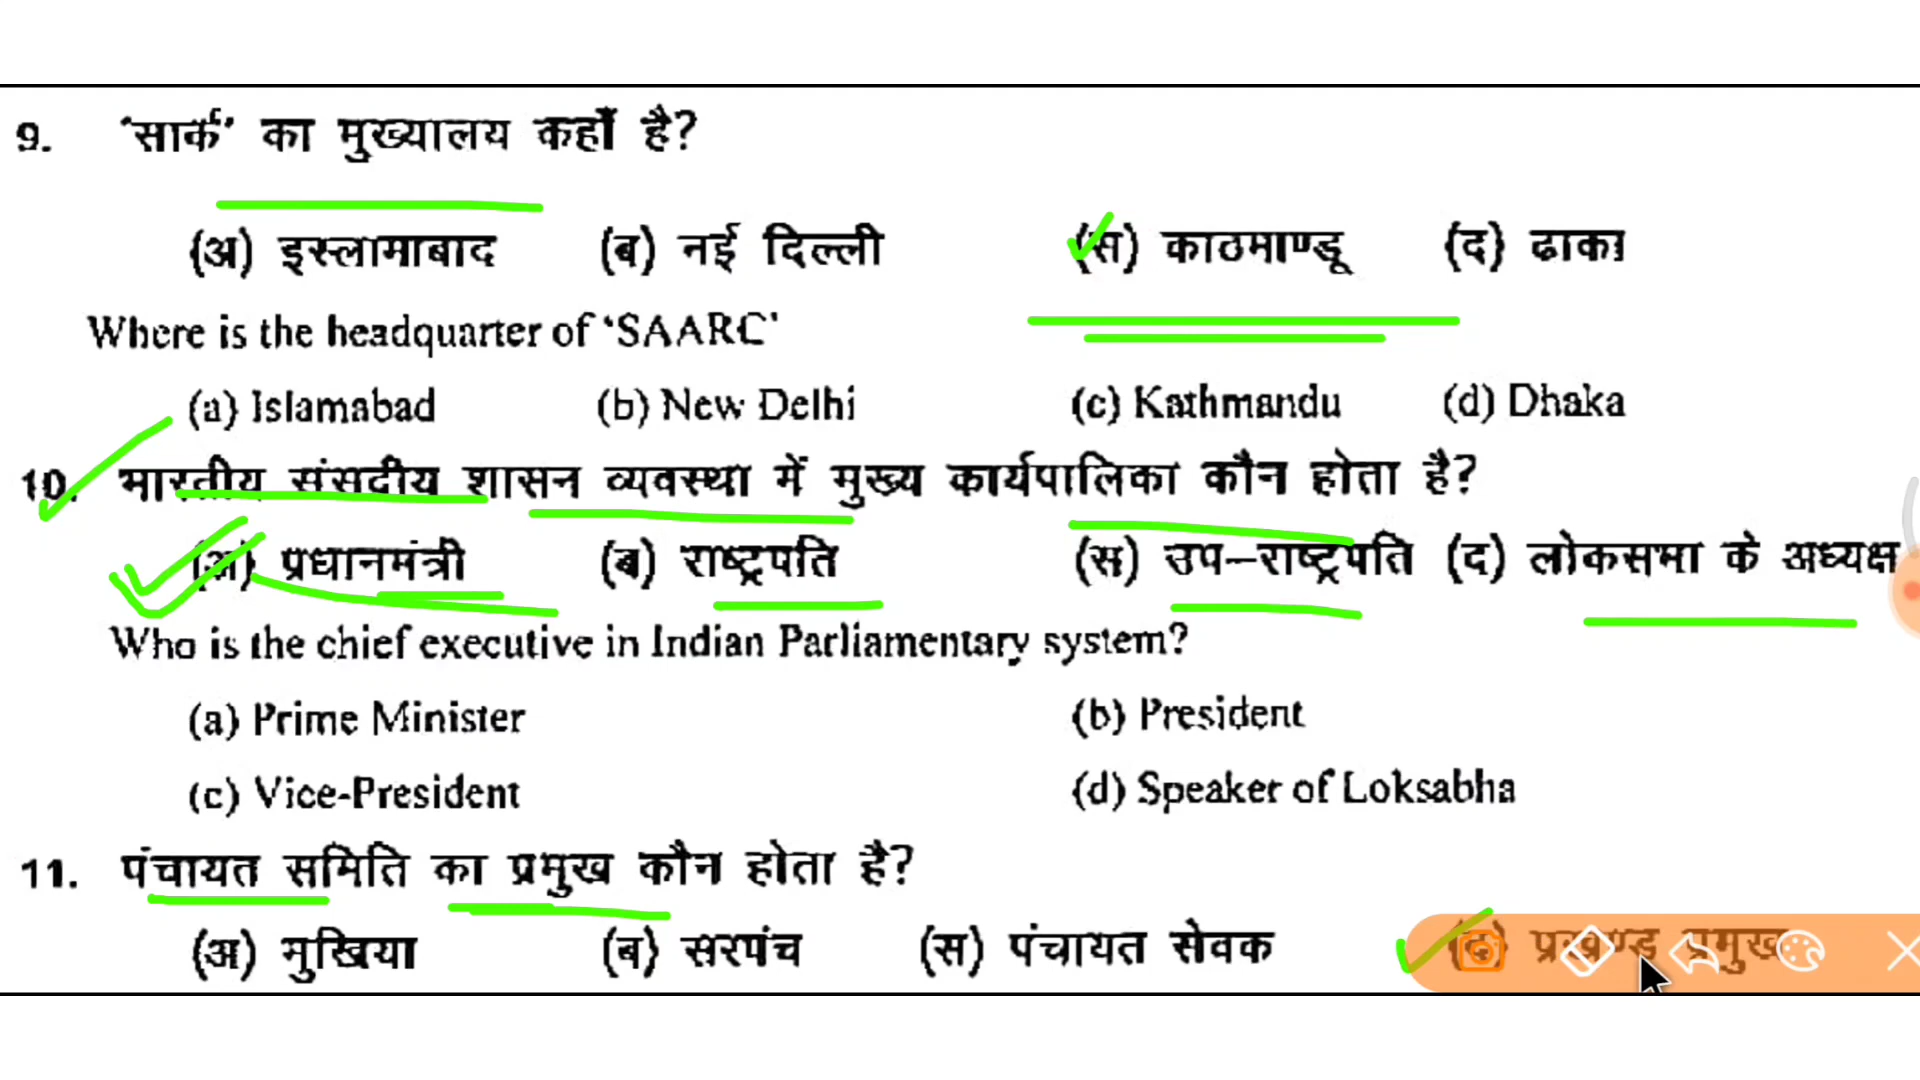 9. 'सार्क' का मुख्यालय कहाँ है?
(अ) इस्लामाबाद (ब) नई दिल्ली (स) काठमाण्डू (द) ढाका
Where is the headquarter of 'SAARC'
(a) Islamabad (b) New Delhi (c) Kathmandu (d) Dhaka
10. भारतीय संसदीय शासन व्यवस्था में मुख्य कार्यपालिका कौन होता है?
(अ) प्रधानमंत्री (ब) राष्ट्रपति (स) उप–राष्ट्रपति (द) लोकसभा के अध्यक्ष
Who is the chief executive in Indian Parliamentary system?
(a) Prime Minister (b) President
(c) Vice-President (d) Speaker of Loksabha
11. पंचायत समिति का प्रमुख कौन होता है?
(अ) मुखिया (ब) सरपंच (स) पंचायत सेवक (द) प्रखण्ड प्रमुख